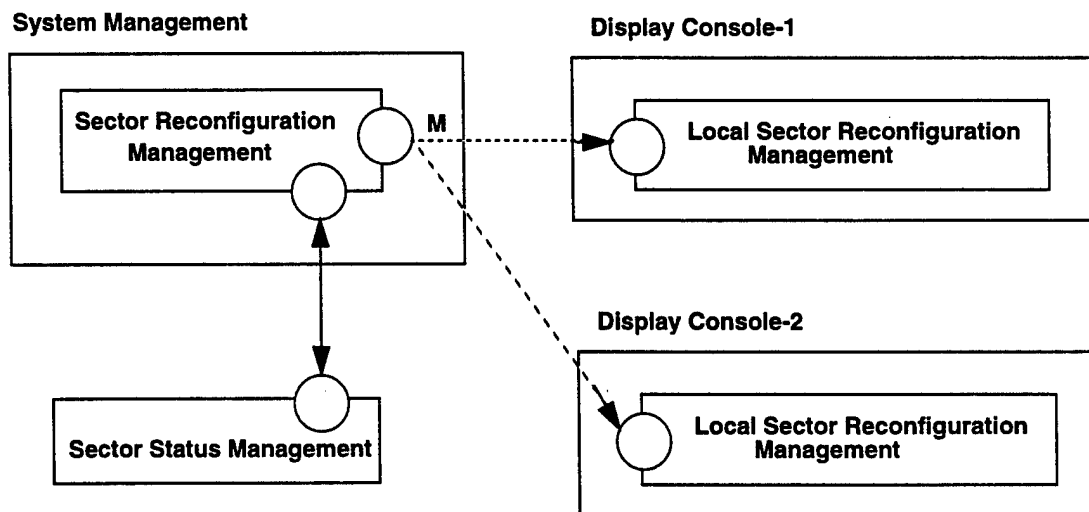 System Management
Display Console-1
Sector Reconfiguration
Management
M
Local Sector Reconfiguration
Management
Display Console-2
Sector Status Management
Local Sector Reconfiguration
Management